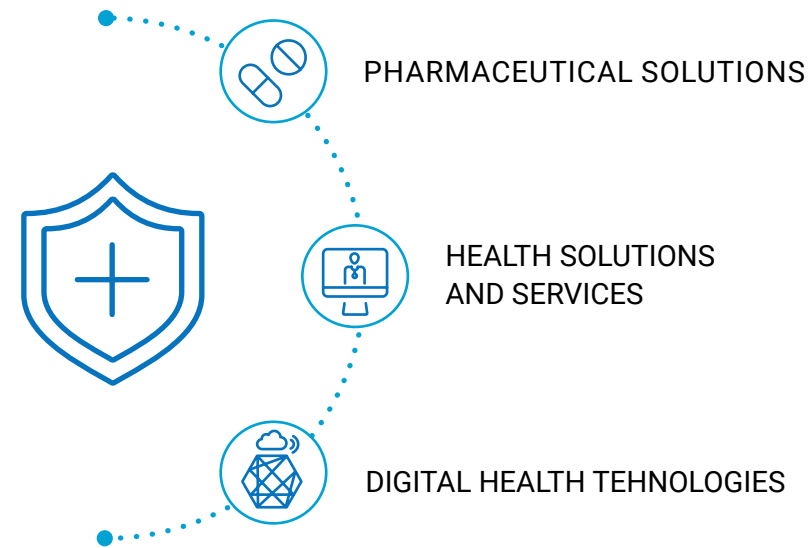 PHARMACEUTICAL SOLUTIONS
HEALTH SOLUTIONS
AND SERVICES
DIGITAL HEALTH TEHNOLOGIES